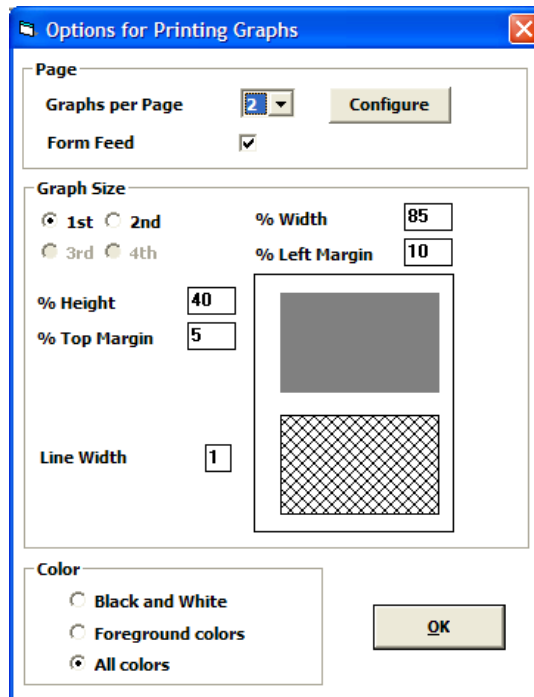 Options for Printing Graphs
Page
Graphs per Page 2 Configure
Form Feed
Graph Size
1st 2nd % Width 85
3rd 4th % Left Margin 10
% Height 40
% Top Margin 5
Line Width 1
Color
Black and White
Foreground colors
All colors
OK